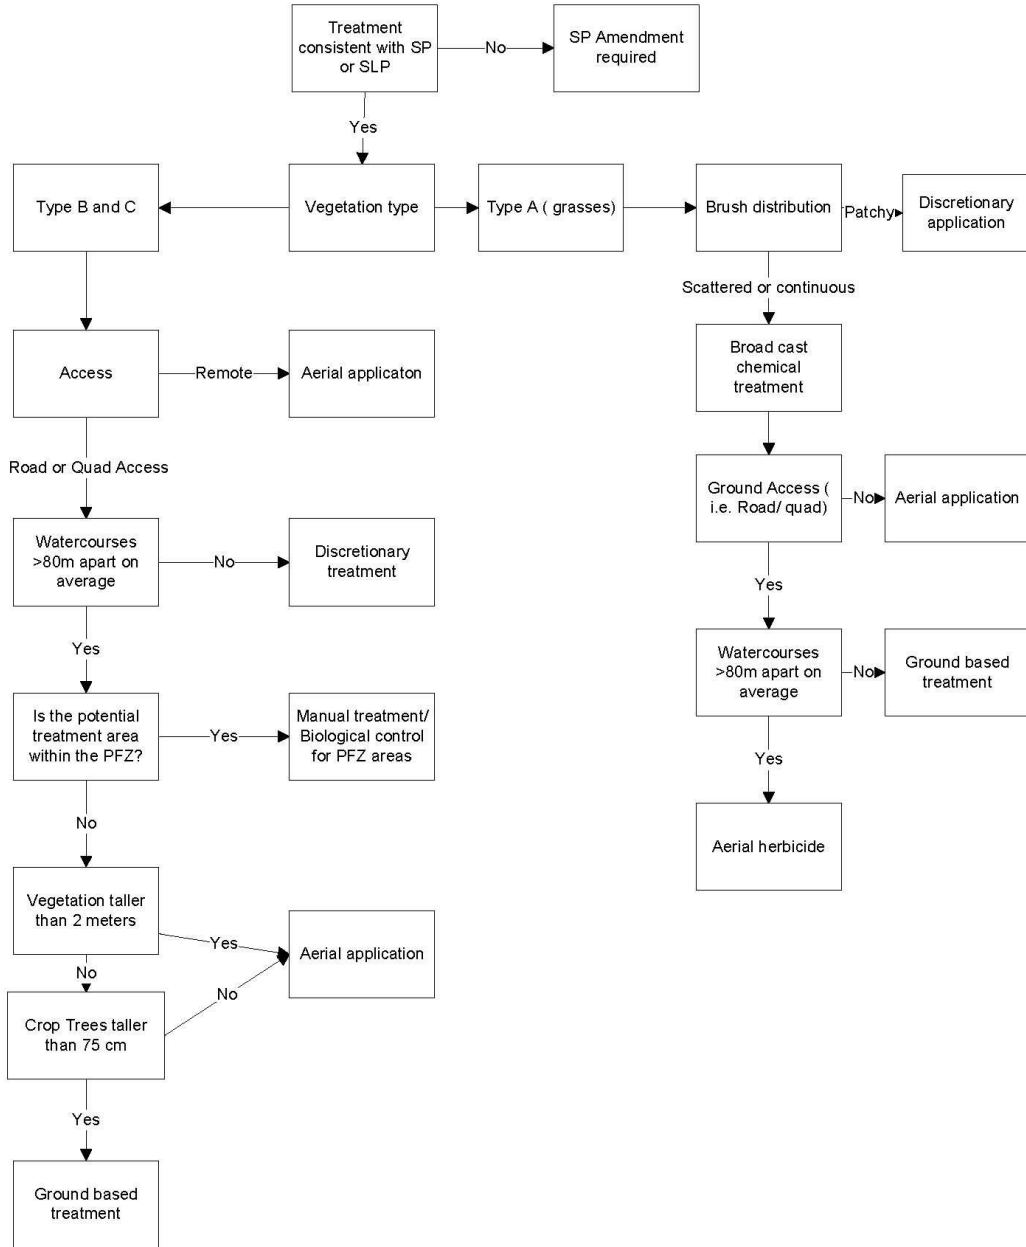 Treatment
consistent with SP
or SLP
No
SP Amendment
required
Yes
Type B and C
Vegetation type
Type A ( grasses)
Brush distribution
Patchy
Discretionary
application
Scattered or continuous
Access
Remote
Aerial applicaton
Broad cast
chemical
treatment
Road or Quad Access
Ground Access (
i.e. Road/ quad)
No
Aerial application
Watercourses
>80m apart on
average
No
Discretionary
treatment
Yes
Yes
Watercourses
>80m apart on
average
No
Ground based
treatment
Is the potential
treatment area
within the PFZ?
Yes
Manual treatment/
Biological control
for PFZ areas
Yes
No
Aerial herbicide
Vegetation taller
than 2 meters
Yes
Aerial application
No
No
Crop Trees taller
than 75 cm
Yes
Ground based
treatment